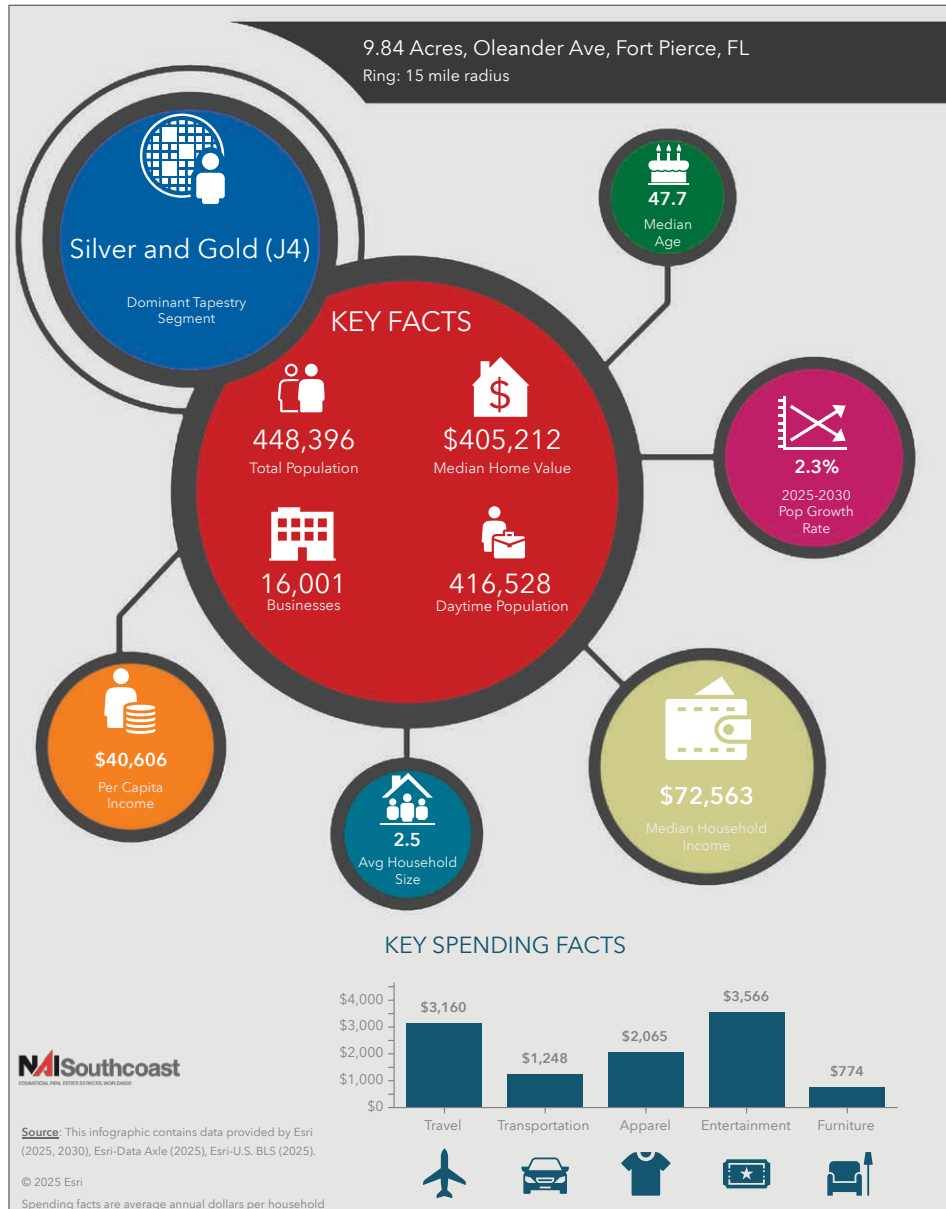 9.84 Acres, Oleander Ave, Fort Pierce, FL
Ring: 15 mile radius
Silver and Gold (J4)
Dominant Tapestry
Segment
47.7
Median
Age
KEY FACTS
448,396
Total Population
$
$405,212
Median Home Value
16,001
Businesses
416,528
Daytime Population
2.3%
2025-2030
Pop Growth
Rate
$40,606
Per Capita
Income
2.5
Avg Household
Size
$72,563
Median Household
Income
KEY SPENDING FACTS
$4,000
$3,000
$2,000
$1,000
$0
$3,160
$1,248
$2,065
$3,566
$774
Travel
Transportation
Apparel
Entertainment
Furniture
NAISouthcoast
COMMERCIAL REAL ESTATE SERVICES, WORLDWIDE
Source: This infographic contains data provided by Esri
(2025, 2030), Esri-Data Axle (2025), Esri-U.S. BLS (2025).
© 2025 Esri
Spending facts are average annual dollars per household